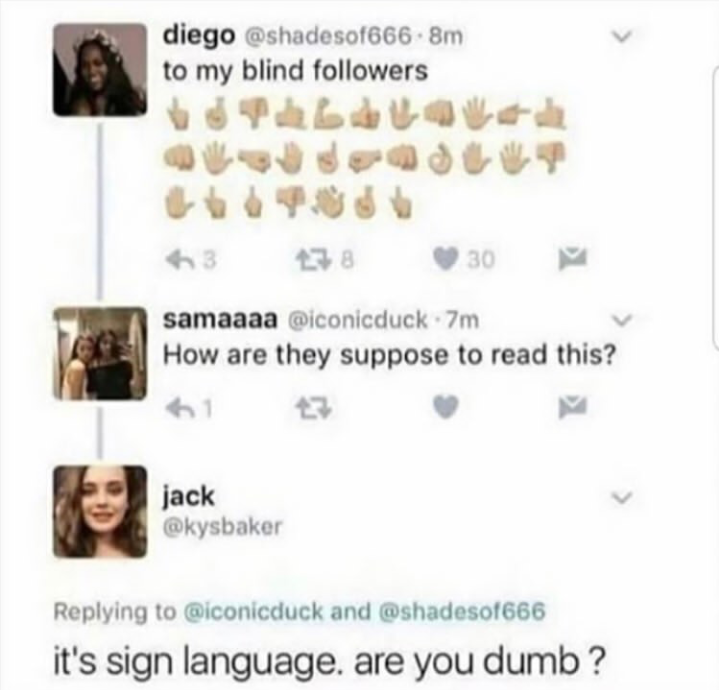 diego @shadesof666 · 8m
to my blind followers
3 8 30
samaaaa @iconicduck · 7m
How are they suppose to read this?
1
jack
@kysbaker
Replying to @iconicduck and @shadesof666
it's sign language. are you dumb ?